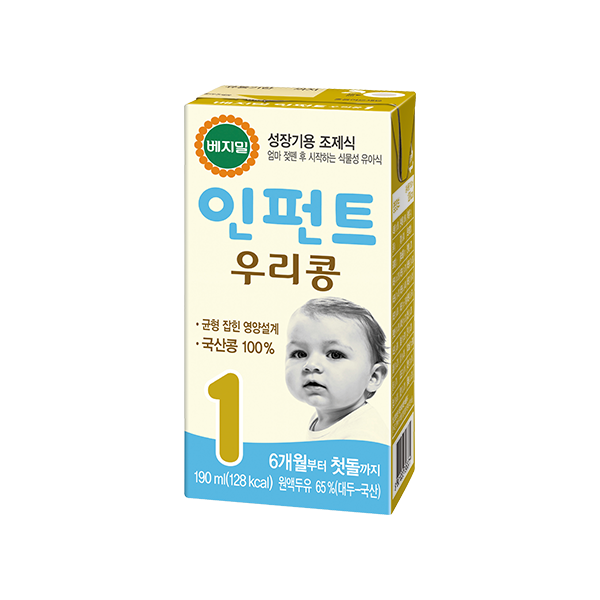 베지밀
성장기용 조제식
엄마 젖뗀 후 시작하는 식물성 유아식
인펀트
우리콩
• 균형 잡힌 영양설계
• 국산콩 100%
1
6개월부터 첫돌까지
190 ml(128 kcal) 원액두유 65%(대두-국산)